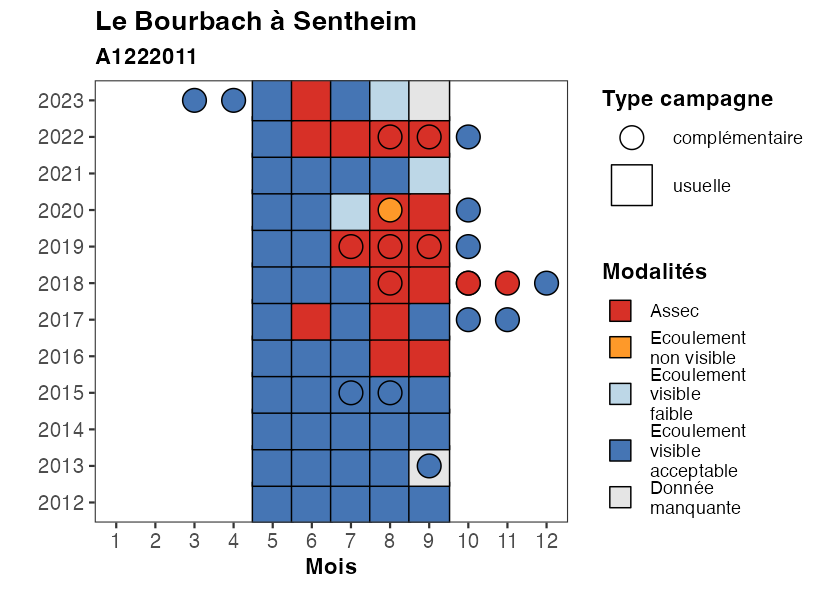 Le Bourbach à Sentheim
A1222011
2023
2022
2021
2020
2019
2018
2017
2016
2015
2014
2013
2012
1 2 3 4 5 6 7 8 9 10 11 12
Mois
Type campagne
complémentaire
usuelle
Modalités
Assec
Ecoulement
non visible
Ecoulement
visible
faible
Ecoulement
visible
acceptable
Donnée
manquante